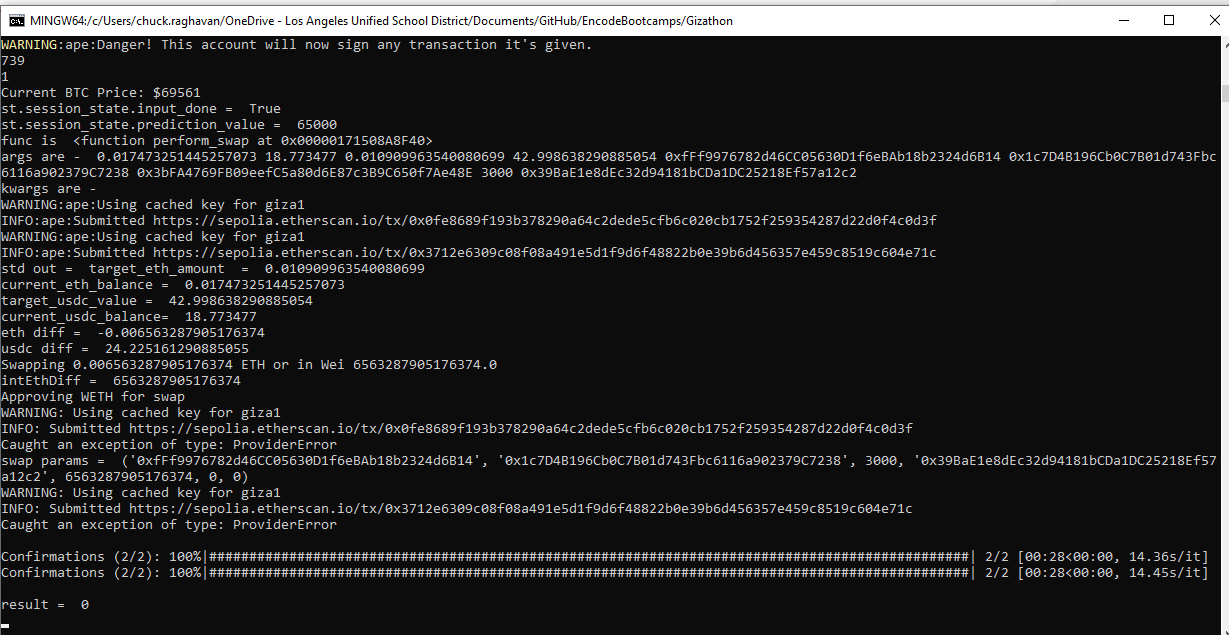 MINGW64:/c/Users/chuck.raghavan/OneDrive - Los Angeles Unified School District/Documents/GitHub/EncodeBootcamps/Gizathon
WARNING:ape:Danger! This account will now sign any transaction it's given.
739
1
Current BTC Price: $69561
st.session_state.input_done =  True
st.session_state.prediction_value =  65000
func is  <function perform_swap at 0x00000171508A8F40>
args are -  0.017473251445257073 18.773477 0.010909963540080699 42.998638290885054 0xfFf9976782d46CC05630D1f6eBAb18b2324d6B14 0x1c7D4B196Cb0C7B01d743Fbc
6116a902379C7238 0x3bFA4769FB09eefC5a80d6E87c3B9C650f7Ae48E 3000 0x39BaE1e8dEc32d94181bCDa1DC25218Ef57a12c2
kwargs are -
WARNING:ape:Using cached key for giza1
INFO:ape:Submitted https://sepolia.etherscan.io/tx/0x0fe8689f193b378290a64c2dede5cfb6c020cb1752f259354287d22d0f4c0d3f
WARNING:ape:Using cached key for giza1
INFO:ape:Submitted https://sepolia.etherscan.io/tx/0x3712e6309c08f08a491e5d1f9d6f48822b0e39b6d456357e459c8519c604e71c
std out =  target_eth_amount  =  0.010909963540080699
current_eth_balance =  0.017473251445257073
target_usdc_value =  42.998638290885054
current_usdc_balance=  18.773477
eth diff =  -0.006563287905176374
usdc diff =  24.225161290885055
Swapping 0.006563287905176374 ETH or in Wei 6563287905176374.0
intEthDiff =  6563287905176374
Approving WETH for swap
WARNING: Using cached key for giza1
INFO: Submitted https://sepolia.etherscan.io/tx/0x0fe8689f193b378290a64c2dede5cfb6c020cb1752f259354287d22d0f4c0d3f
Caught an exception of type: ProviderError
swap params =  ('0xfFf9976782d46CC05630D1f6eBAb18b2324d6B14', '0x1c7D4B196Cb0C7B01d743Fbc6116a902379C7238', 3000, '0x39BaE1e8dEc32d94181bCDa1DC25218Ef57
a12c2', 6563287905176374, 0, 0)
WARNING: Using cached key for giza1
INFO: Submitted https://sepolia.etherscan.io/tx/0x3712e6309c08f08a491e5d1f9d6f48822b0e39b6d456357e459c8519c604e71c
Caught an exception of type: ProviderError
Confirmations (2/2): 100%|################################################################################################| 2/2 [00:28<00:00, 14.36s/it]
Confirmations (2/2): 100%|################################################################################################| 2/2 [00:28<00:00, 14.45s/it]
result =  0